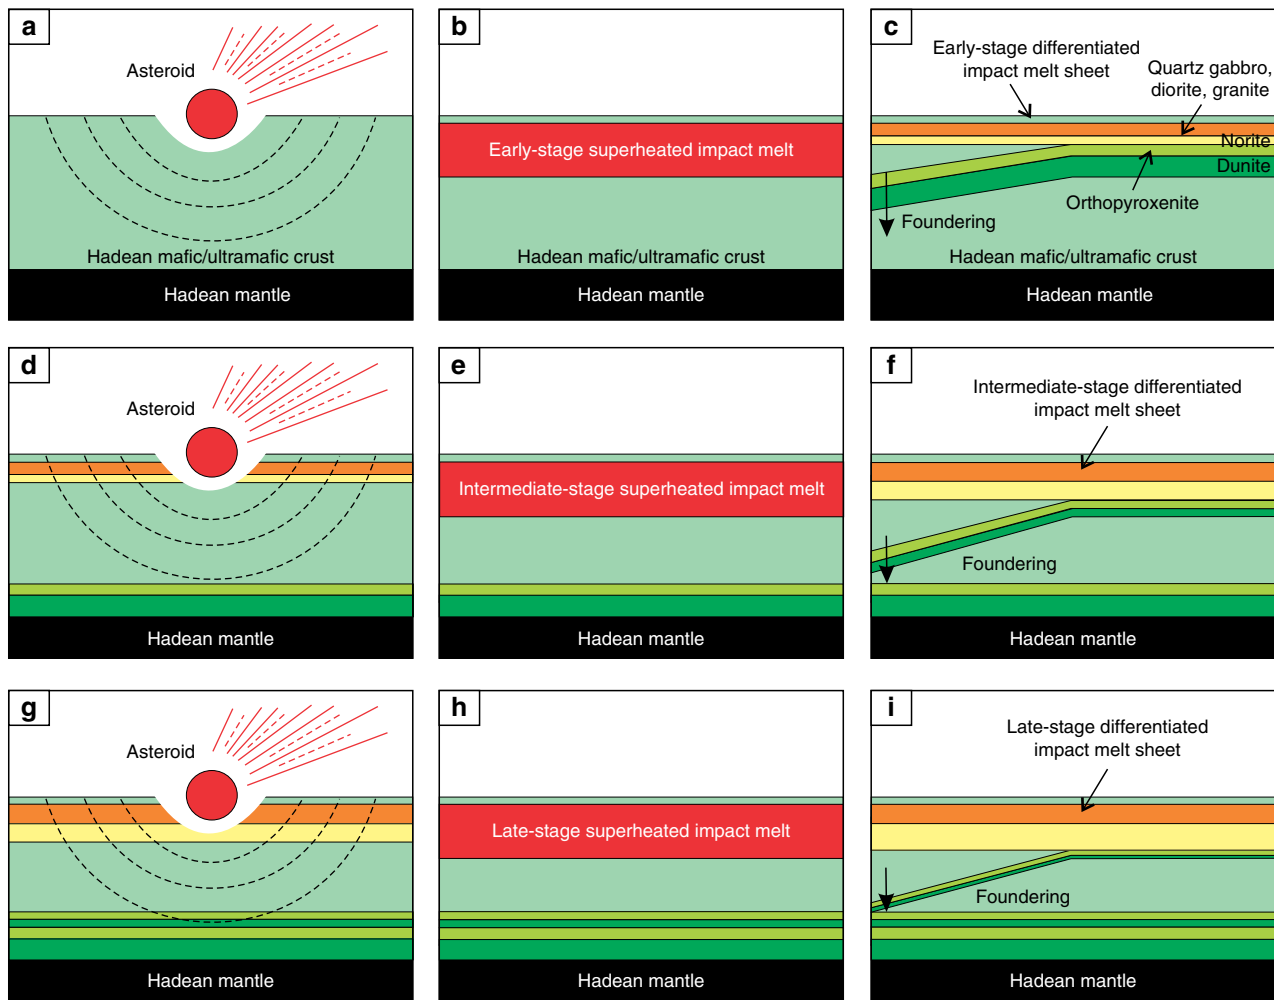 a
Asteroid
Hadean mafic/ultramafic crust
Hadean mantle
b
Early-stage superheated impact melt
Hadean mafic/ultramafic crust
Hadean mantle
c
Early-stage differentiated
impact melt sheet
Quartz gabbro,
diorite, granite
Norite
Dunite
Orthopyroxenite
Foundering
Hadean mafic/ultramafic crust
Hadean mantle
d
Asteroid
Hadean mantle
e
Intermediate-stage superheated impact melt
Hadean mantle
f
Intermediate-stage differentiated
impact melt sheet
Foundering
Hadean mantle
g
Asteroid
Hadean mantle
h
Late-stage superheated impact melt
Hadean mantle
i
Late-stage differentiated
impact melt sheet
Foundering
Hadean mantle